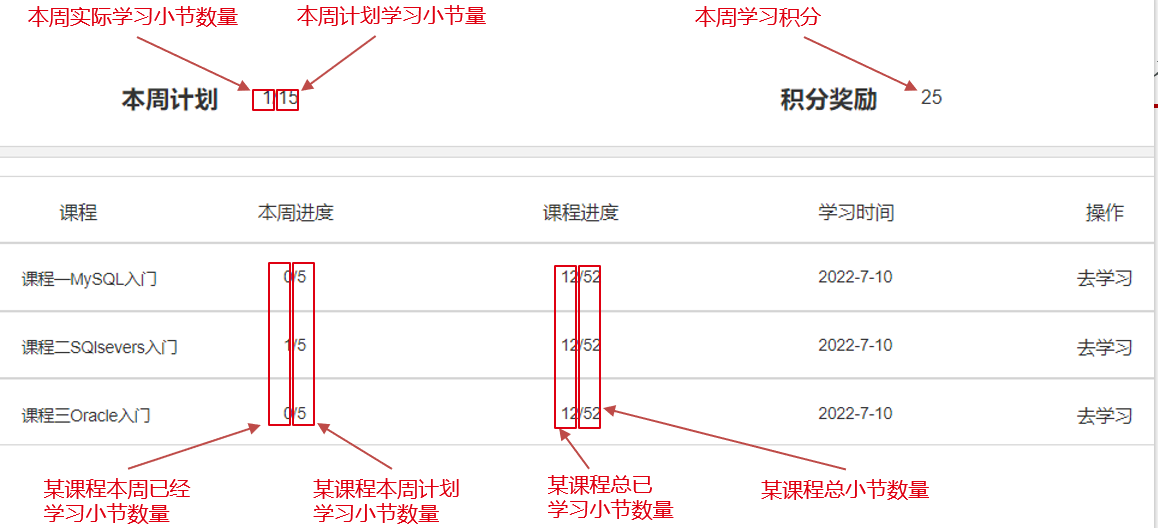 本周实际学习小节数量 本周计划学习小节量 本周学习积分
本周计划 1/15 积分奖励 25
课程 本周进度 课程进度 学习时间 操作
课程一MySQL入门 0/5 12/52 2022-7-10 去学习
课程二SQlsevers入门 1/5 12/52 2022-7-10 去学习
课程三Oracle入门 0/5 12/52 2022-7-10 去学习
某课程本周已经
学习小节数量
某课程本周计划
学习小节数量
某课程总已
学习小节数量
某课程总小节数量